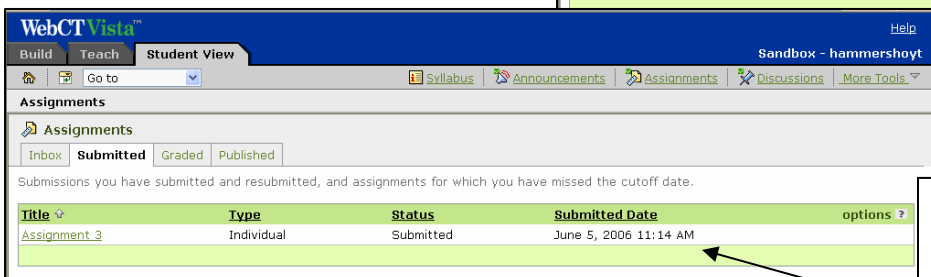 WebCT Vista™
Help
Build Teach Student View Sandbox - hammershoyt
Go to Syllabus Announcements Assignments Discussions More Tools
Assignments
Assignments
Inbox Submitted Graded Published
Submissions you have submitted and resubmitted, and assignments for which you have missed the cutoff date.
Title Type Status Submitted Date options ?
Assignment 3 Individual Submitted June 5, 2006 11:14 AM